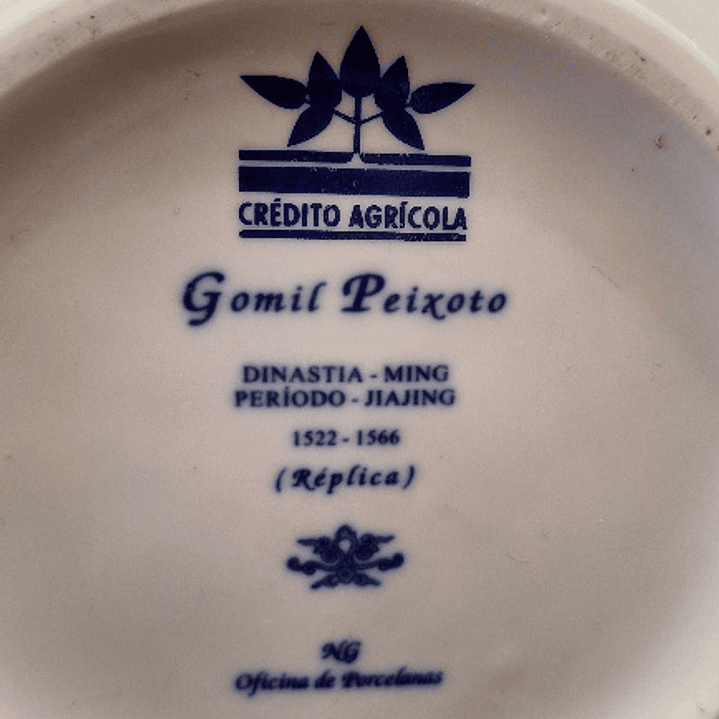 CRÉDITO AGRÍCOLA
Gomil Peixoto
DINASTIA - MING
PERÍODO - JIAJING
1522 - 1566
(Réplica)
NG
Oficina de Porcelanas